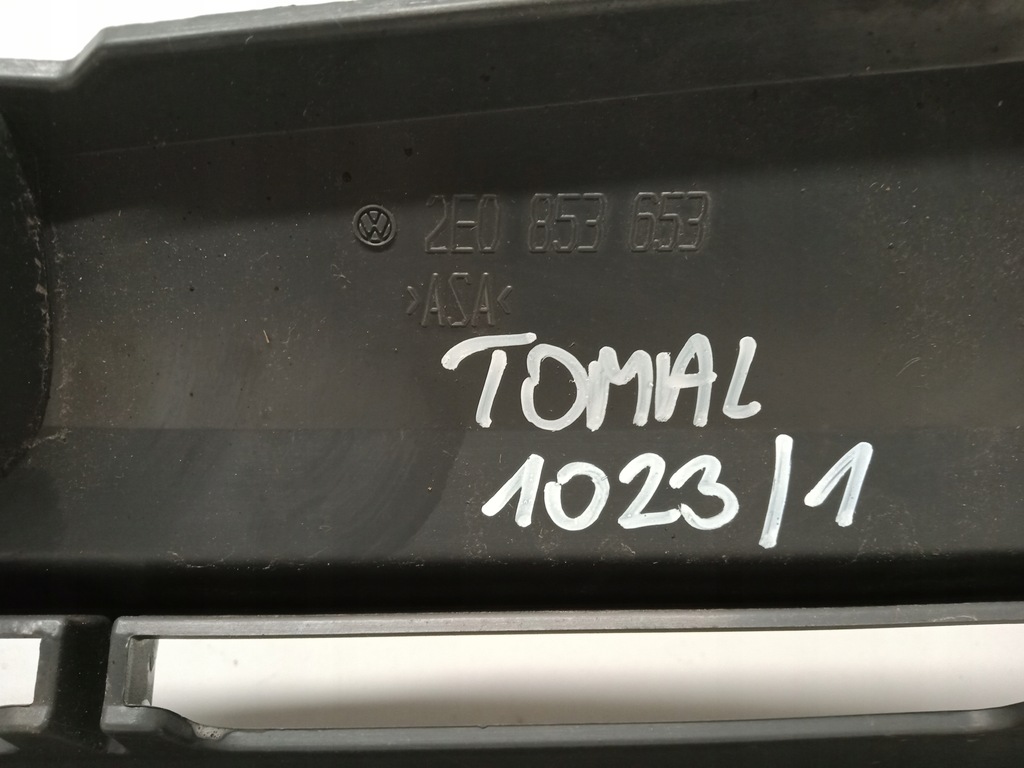 2E0 853 653
>ASA<
TOMAL
1023/1